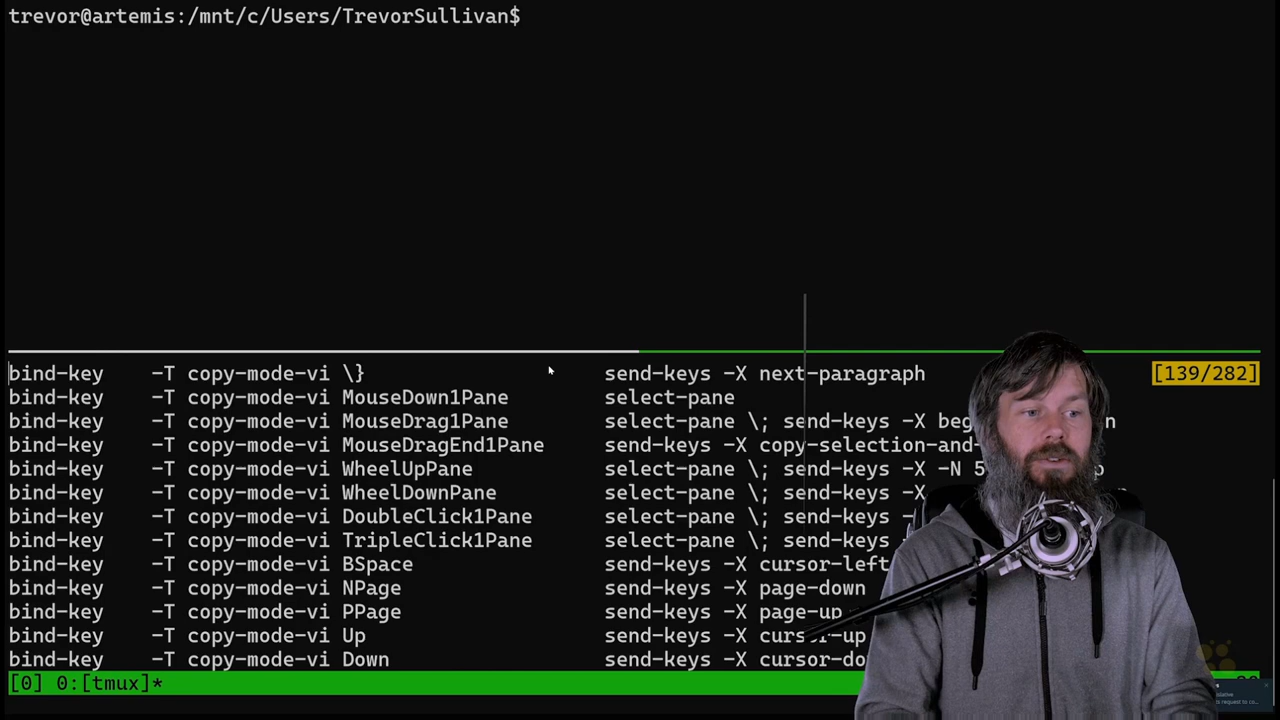 trevor@artemis:/mnt/c/Users/TrevorSullivan$
bind-key -T copy-mode-vi \} send-keys -X next-paragraph [139/282]
bind-key -T copy-mode-vi MouseDown1Pane select-pane
bind-key -T copy-mode-vi MouseDrag1Pane select-pane \; send-keys -X
bind-key -T copy-mode-vi MouseDragEnd1Pane send-keys -X copy-selection-and-
bind-key -T copy-mode-vi WheelUpPane select-pane \; send-keys -X -N 5
bind-key -T copy-mode-vi WheelDownPane select-pane \; send-keys -X
bind-key -T copy-mode-vi DoubleClick1Pane select-pane \; send-keys
bind-key -T copy-mode-vi TripleClick1Pane select-pane \; send-keys
bind-key -T copy-mode-vi BSpace send-keys -X cursor-left
bind-key -T copy-mode-vi NPage send-keys -X page-down
bind-key -T copy-mode-vi PPage send-keys -X page-up
bind-key -T copy-mode-vi Up send-keys -X cursor-up
bind-key -T copy-mode-vi Down send-keys -X cursor-do
[0] 0:[tmux]*